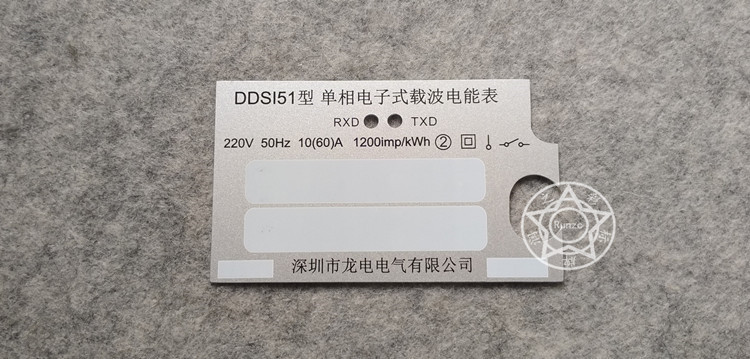 DDSI51型 单相电子式载波电能表
RXD TXD
220V 50Hz 10(60)A 1200imp/kWh ②
深圳市龙电电气有限公司
Runze